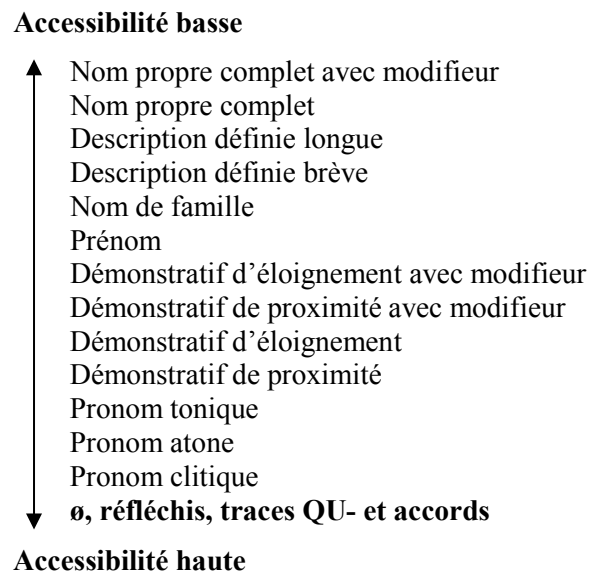 Accessibilité basse
Nom propre complet avec modifieur
Nom propre complet
Description définie longue
Description définie brève
Nom de famille
Prénom
Démonstratif d’éloignement avec modifieur
Démonstratif de proximité avec modifieur
Démonstratif d’éloignement
Démonstratif de proximité
Pronom tonique
Pronom atone
Pronom clitique
ø, réfléchis, traces QU- et accords
Accessibilité haute